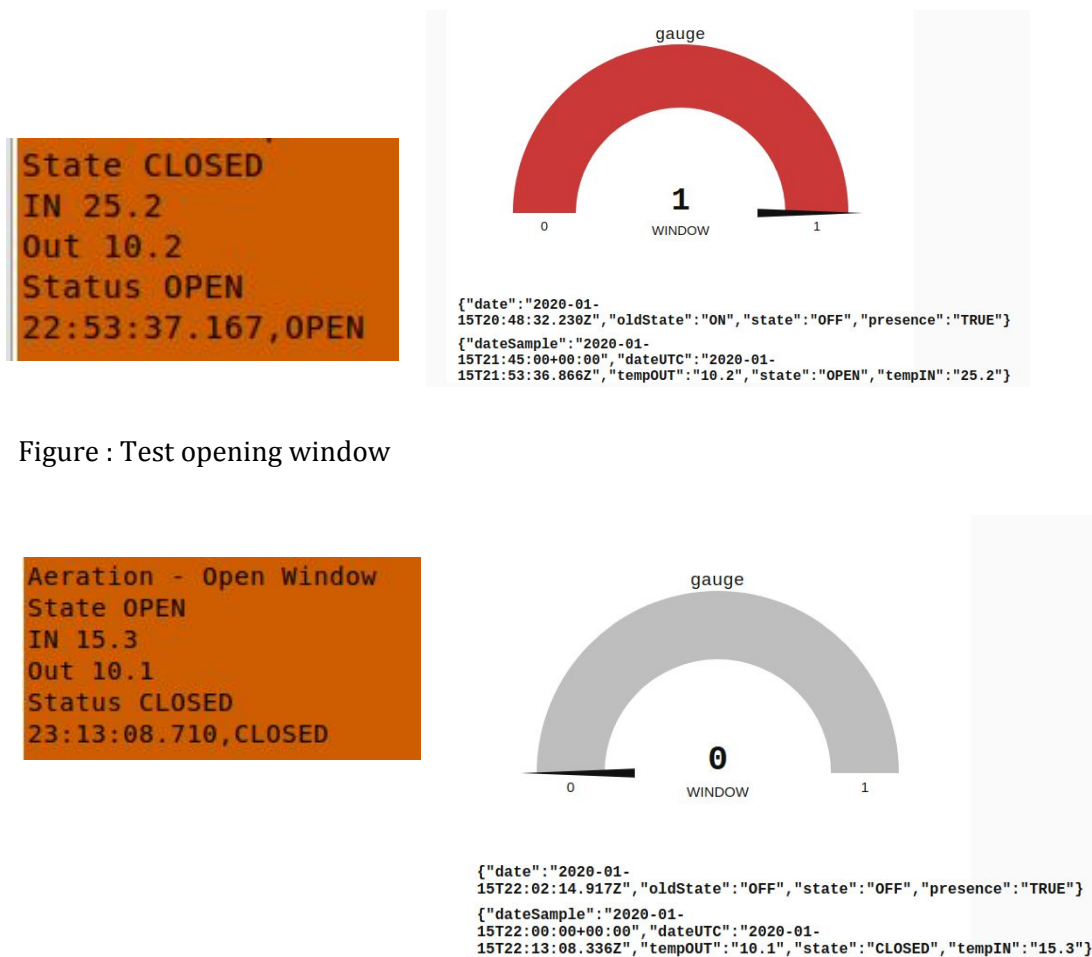 State CLOSED
IN 25.2
Out 10.2
Status OPEN
22:53:37.167,OPEN
gauge
1
0
WINDOW
1
{"date":"2020-01-
15T20:48:32.230Z","oldState":"ON","state":"OFF","presence":"TRUE"}
{"dateSample":"2020-01-
15T21:45:00+00:00","dateUTC":"2020-01-
15T21:53:36.866Z","tempOUT":"10.2","state":"OPEN","tempIN":"25.2"}
Figure : Test opening window
Aeration - Open Window
State OPEN
IN 15.3
Out 10.1
Status CLOSED
23:13:08.710,CLOSED
gauge
0
0
WINDOW
1
{"date":"2020-01-
15T22:02:14.917Z","oldState":"OFF","state":"OFF","presence":"TRUE"}
{"dateSample":"2020-01-
15T22:00:00+00:00","dateUTC":"2020-01-
15T22:13:08.336Z","tempOUT":"10.1","state":"CLOSED","tempIN":"15.3"}